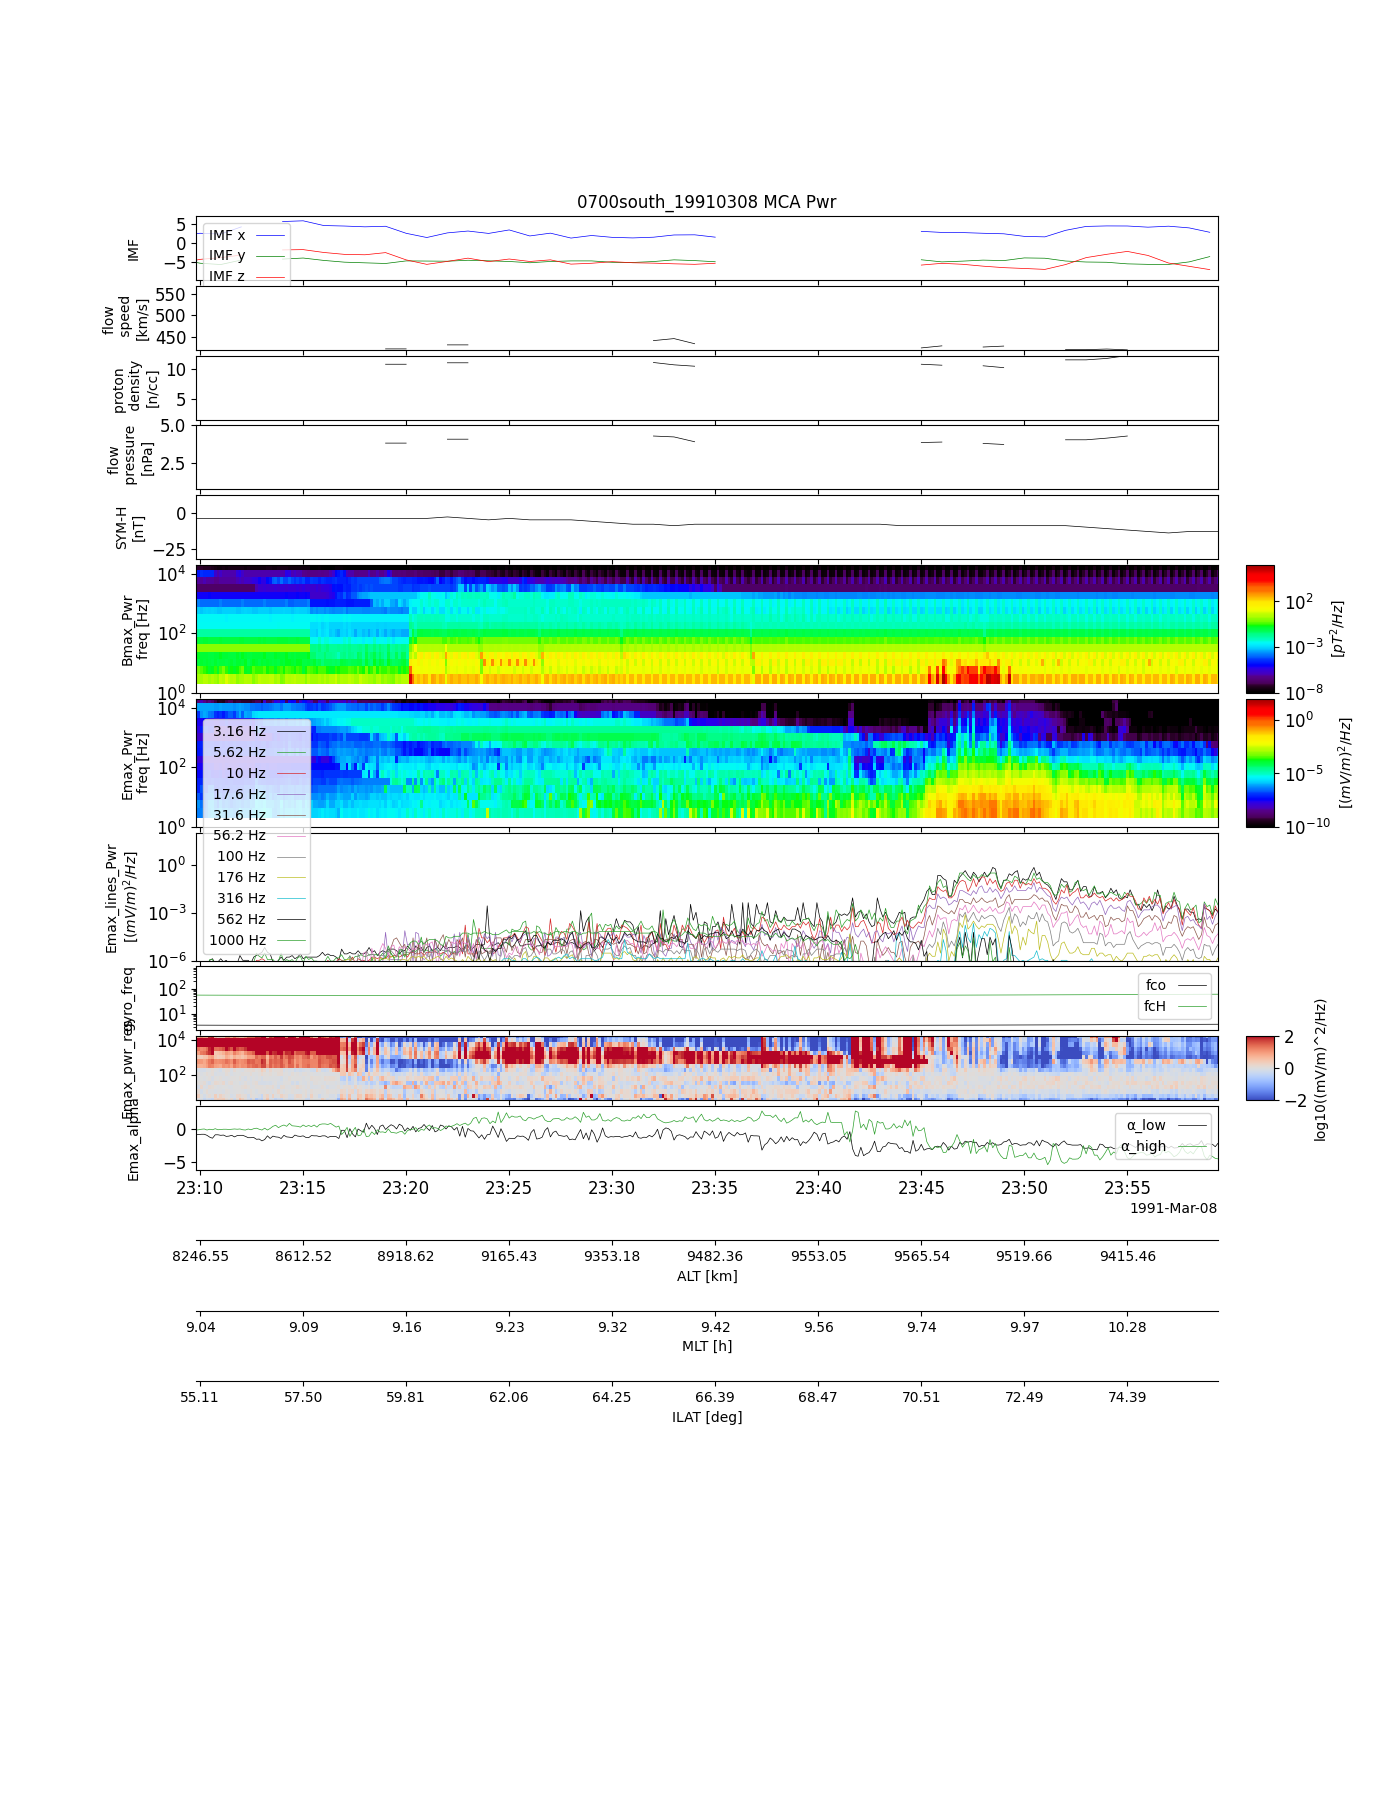 0700south_19910308 MCA Pwr
IMF
5
0
−5
IMF x
IMF y
IMF z
flow
speed
[km/s]
550
500
450
proton
density
[n/cc]
10
5
flow
pressure
[nPa]
5.0
2.5
SYM-H
[nT]
0
−25
Bmax_Pwr
freq [Hz]
10^4
10^2
10^0
10^2
10^−3
10^−8
[pT^2/Hz]
Emax_Pwr
freq [Hz]
10^4
10^2
10^0
10^0
10^−5
10^−10
[(mV/m)^2/Hz]
3.16 Hz
5.62 Hz
10 Hz
17.6 Hz
31.6 Hz
56.2 Hz
100 Hz
176 Hz
316 Hz
562 Hz
1000 Hz
Emax_lines_Pwr
[(mV/m)^2/Hz]
10^0
10^−3
10^−6
gyro_freq
10^2
10^1
fco
fcH
Emax_pwr_reg
10^4
10^2
2
0
−2
log10((mV/m)^2/Hz)
Emax_alpha
0
−5
α_low
α_high
23:10 23:15 23:20 23:25 23:30 23:35 23:40 23:45 23:50 23:55
1991-Mar-08
8246.55 8612.52 8918.62 9165.43 9353.18 9482.36 9553.05 9565.54 9519.66 9415.46
ALT [km]
9.04 9.09 9.16 9.23 9.32 9.42 9.56 9.74 9.97 10.28
MLT [h]
55.11 57.50 59.81 62.06 64.25 66.39 68.47 70.51 72.49 74.39
ILAT [deg]